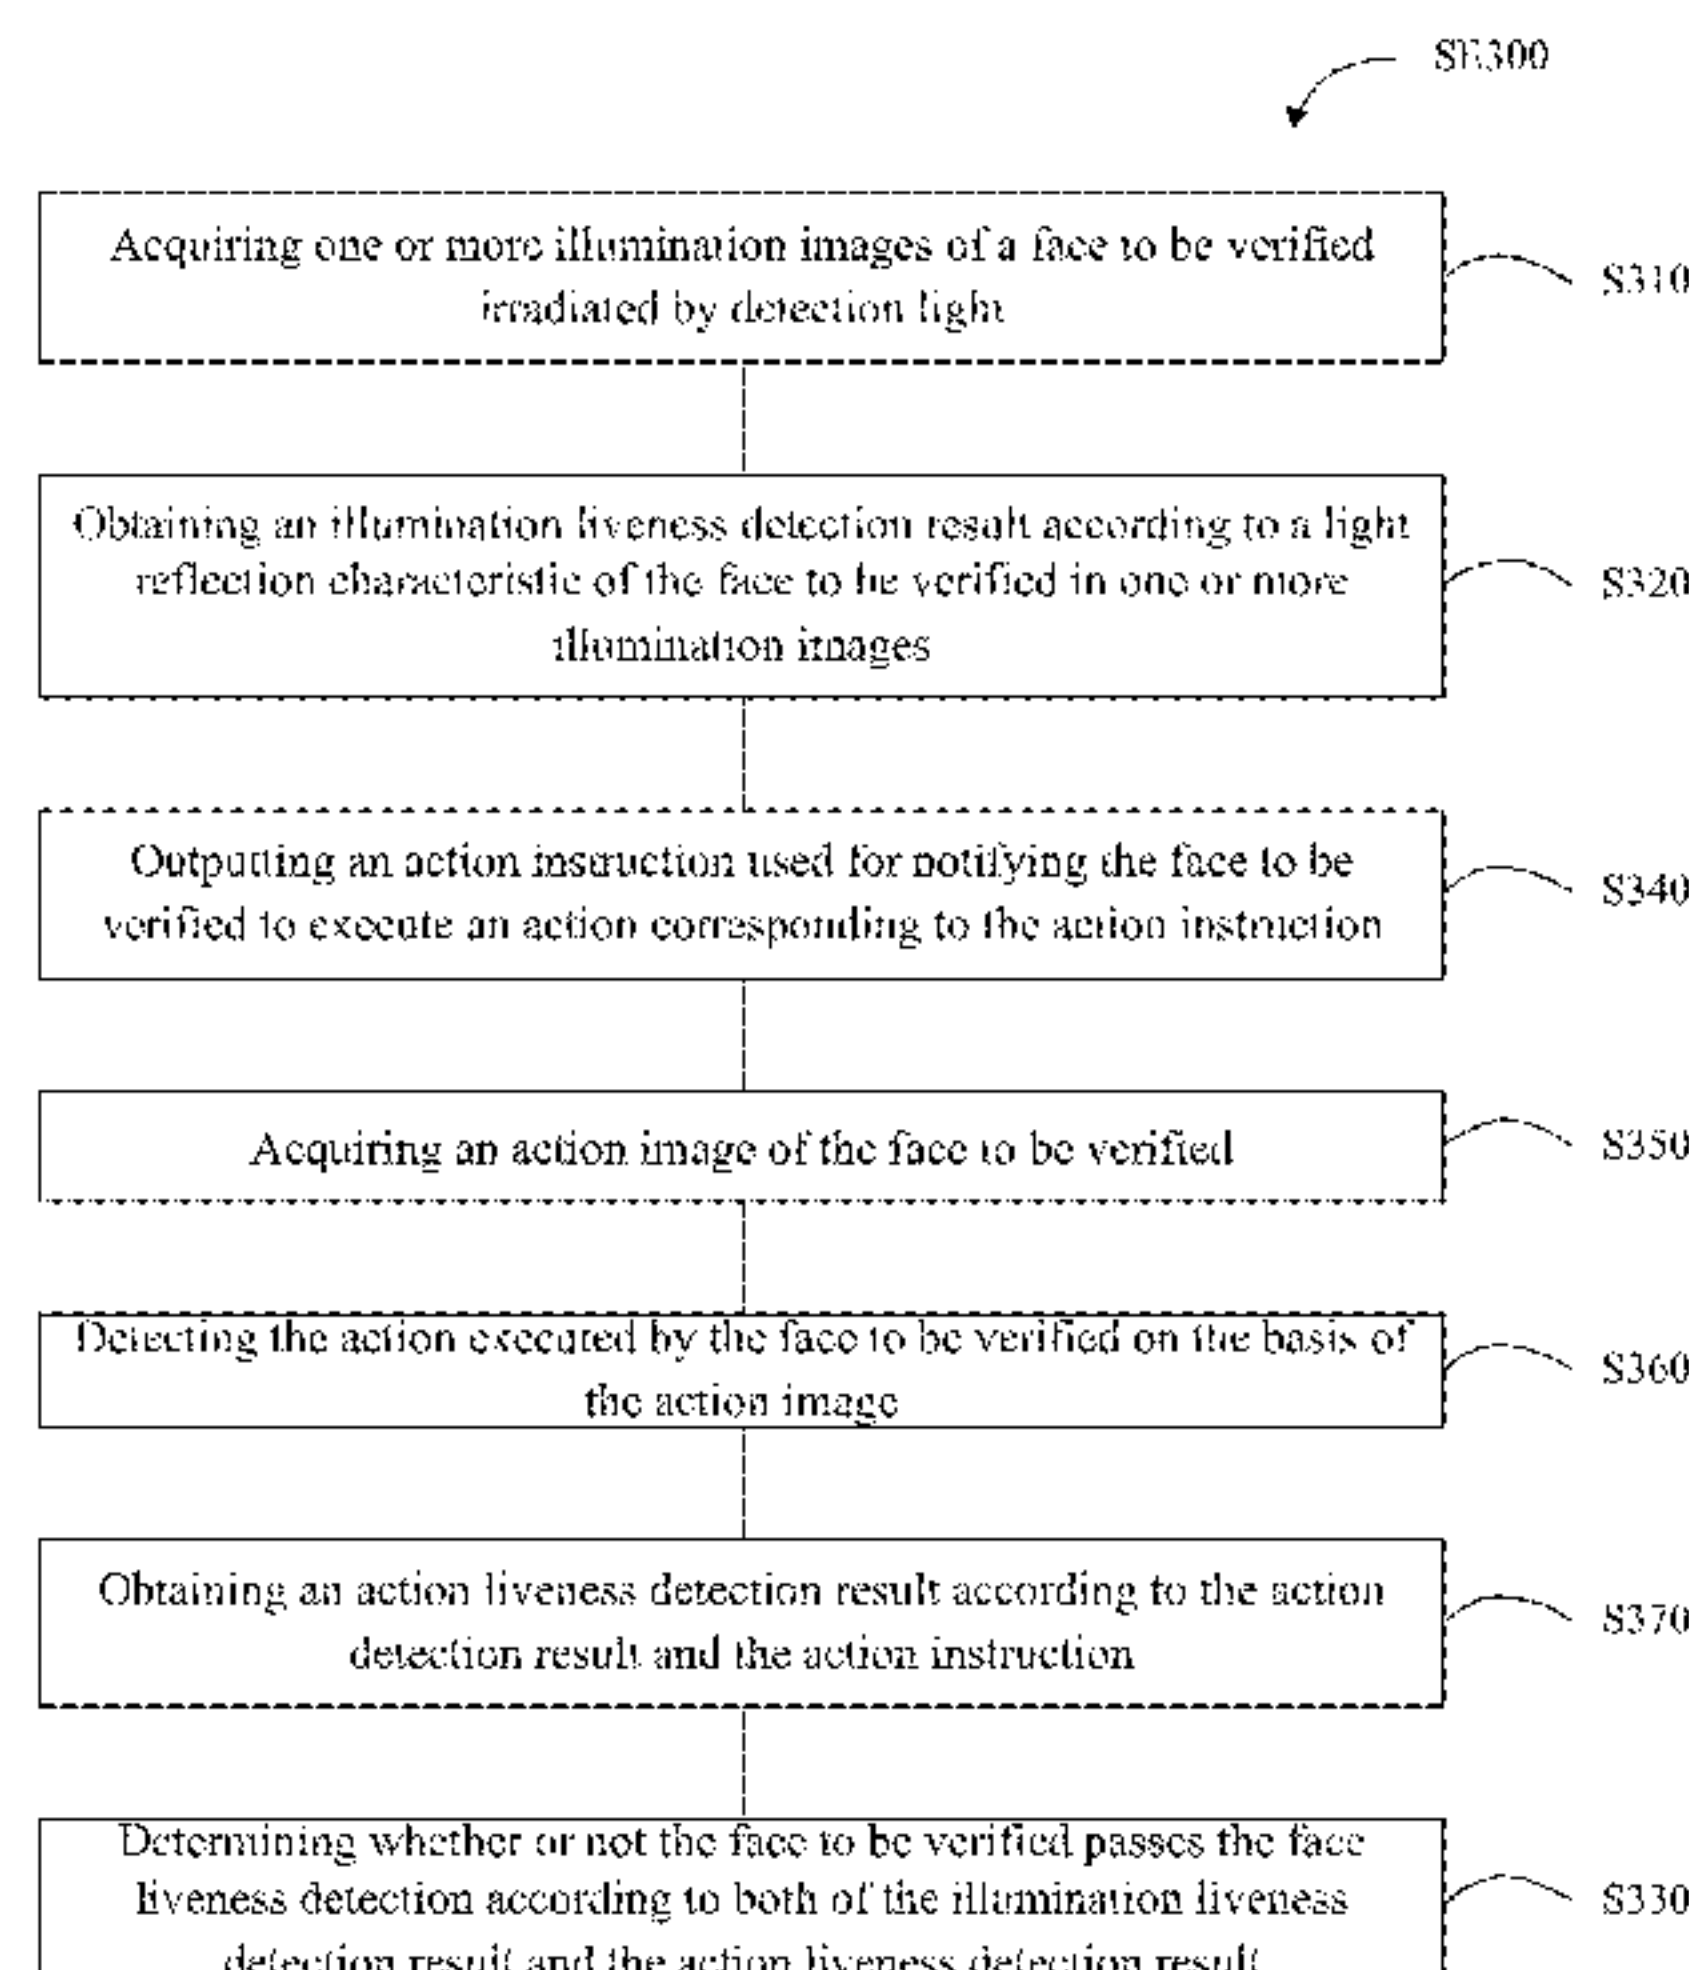 SE300
Acquiring one or more illumination images of a face to be verified
irradiated by detection light
S310
Obtaining an illumination liveness detection result according to a light
reflection characteristic of the face to be verified in one or more
illumination images
S320
Outputting an action instruction used for notifying the face to be
verified to execute an action corresponding to the action instruction
S340
Acquiring an action image of the face to be verified
S350
Detecting the action executed by the face to be verified on the basis of
the action image
S360
Obtaining an action liveness detection result according to the action
detection result and the action instruction
S370
Determining whether or not the face to be verified passes the face
liveness detection according to both of the illumination liveness
detection result and the action liveness detection result
S330